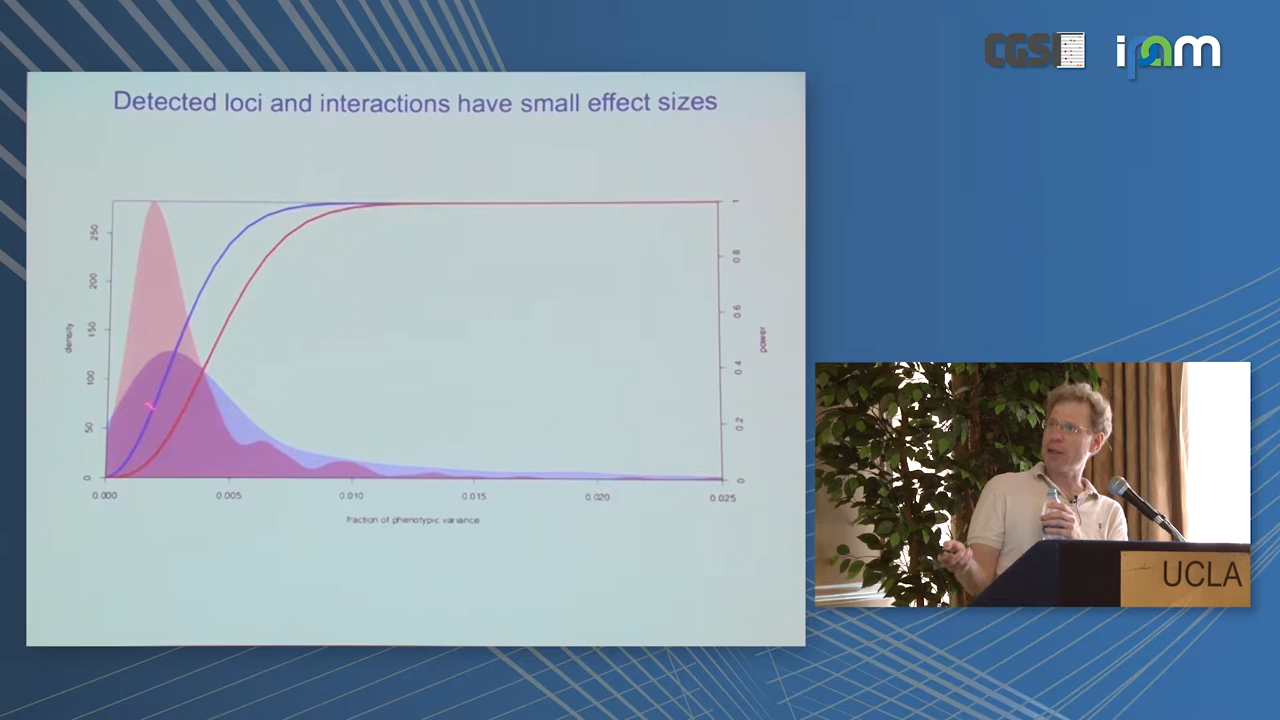 CGSI
ipam
Detected loci and interactions have small effect sizes
density
0
50
100
150
200
250
0.000
0.005
0.010
0.015
0.020
0.025
fraction of phenotypic variance
0
0.2
0.4
0.6
0.8
1
power
UCLA